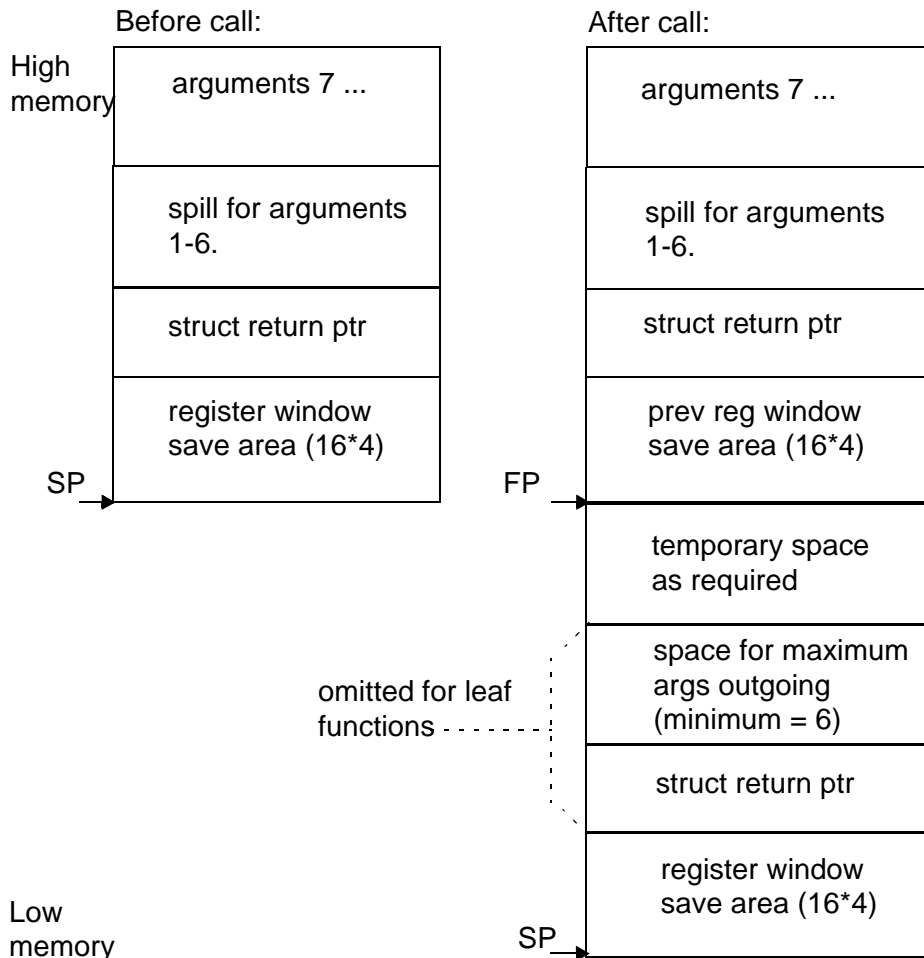 Before call:
After call:
High
memory
arguments 7 ...
arguments 7 ...
spill for arguments
1-6.
spill for arguments
1-6.
struct return ptr
struct return ptr
register window
save area (16*4)
prev reg window
save area (16*4)
SP
FP
temporary space
as required
space for maximum
args outgoing
(minimum = 6)
omitted for leaf
functions
struct return ptr
register window
save area (16*4)
Low
memory
SP